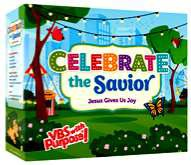 CELEBRATE
the Savior
Jesus Gives Us Joy
VBS with
Purpose!